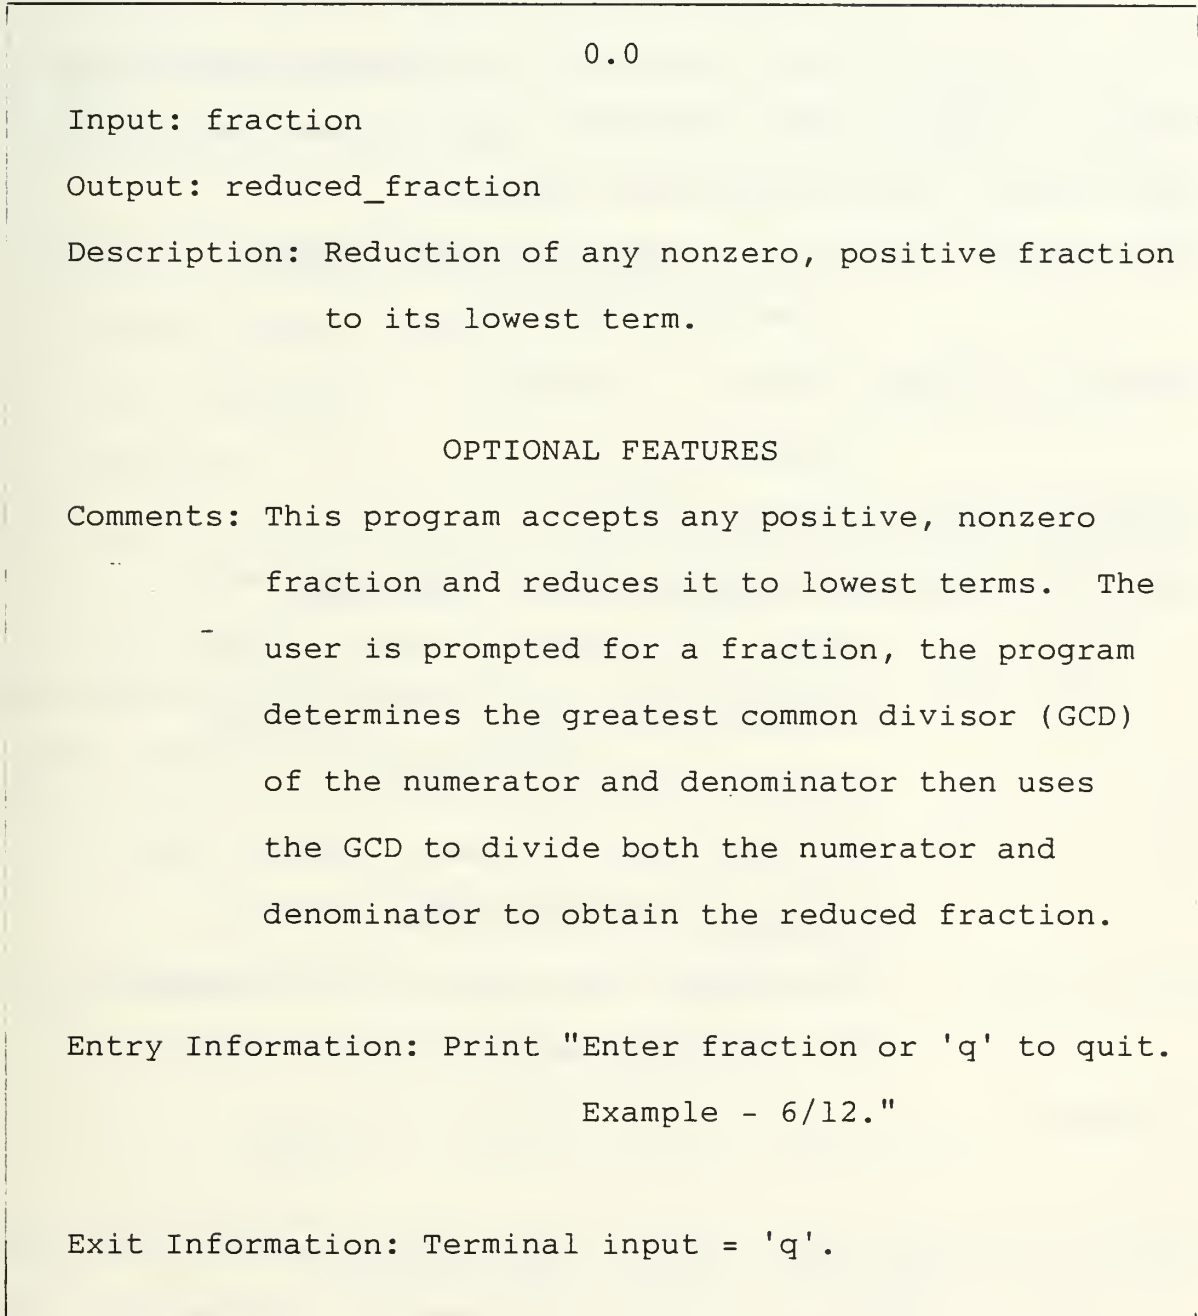 0.0
Input: fraction
Output: reduced_fraction
Description: Reduction of any nonzero, positive fraction
to its lowest term.
OPTIONAL FEATURES
Comments: This program accepts any positive, nonzero
fraction and reduces it to lowest terms. The
user is prompted for a fraction, the program
determines the greatest common divisor (GCD)
of the numerator and denominator then uses
the GCD to divide both the numerator and
denominator to obtain the reduced fraction.
Entry Information: Print "Enter fraction or 'q' to quit.
Example - 6/12."
Exit Information: Terminal input = 'q'.